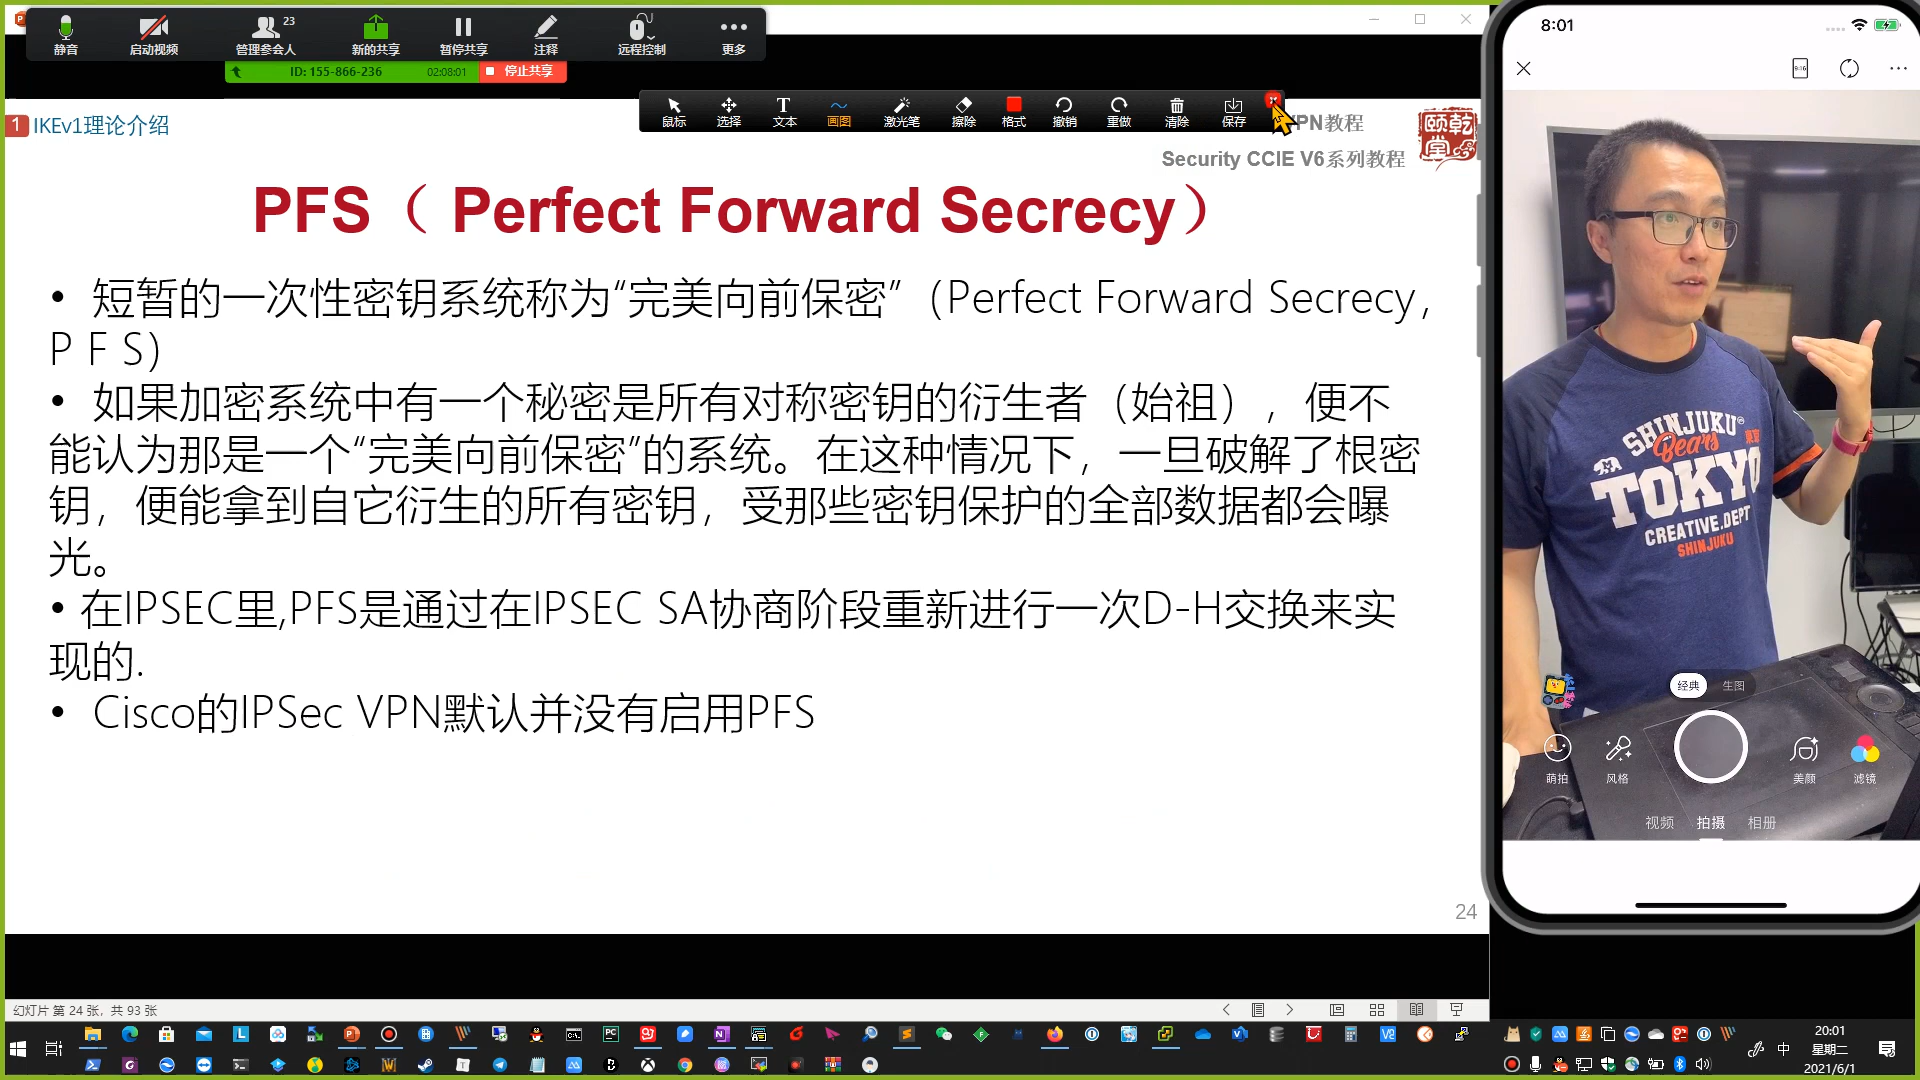 静音
启动视频
管理参会人
23
新的共享
暂停共享
注释
远程控制
更多
ID: 155-866-236
02:08:01
停止共享
鼠标
选择
文本
画图
激光笔
擦除
格式
撤销
重做
清除
保存
1 IKEv1理论介绍
PN教程
Security CCIE V6系列教程
颐乾堂
PFS（ Perfect Forward Secrecy）
• 短暂的一次性密钥系统称为“完美向前保密”（Perfect Forward Secrecy，
P F S）
• 如果加密系统中有一个秘密是所有对称密钥的衍生者（始祖），便不
能认为那是一个“完美向前保密”的系统。在这种情况下，一旦破解了根密
钥，便能拿到自它衍生的所有密钥，受那些密钥保护的全部数据都会曝
光。
• 在IPSEC里,PFS是通过在IPSEC SA协商阶段重新进行一次D-H交换来实
现的.
• Cisco的IPSec VPN默认并没有启用PFS
24
幻灯片 第 24 张，共 93 张
8:01
9:16
SHINJUKU
Bears
TOKYO
CREATIVE.DEPT
SHINJUKU
经典
生图
萌拍
风格
美颜
滤镜
视频
拍摄
相册
中
20:01
星期二
2021/6/1